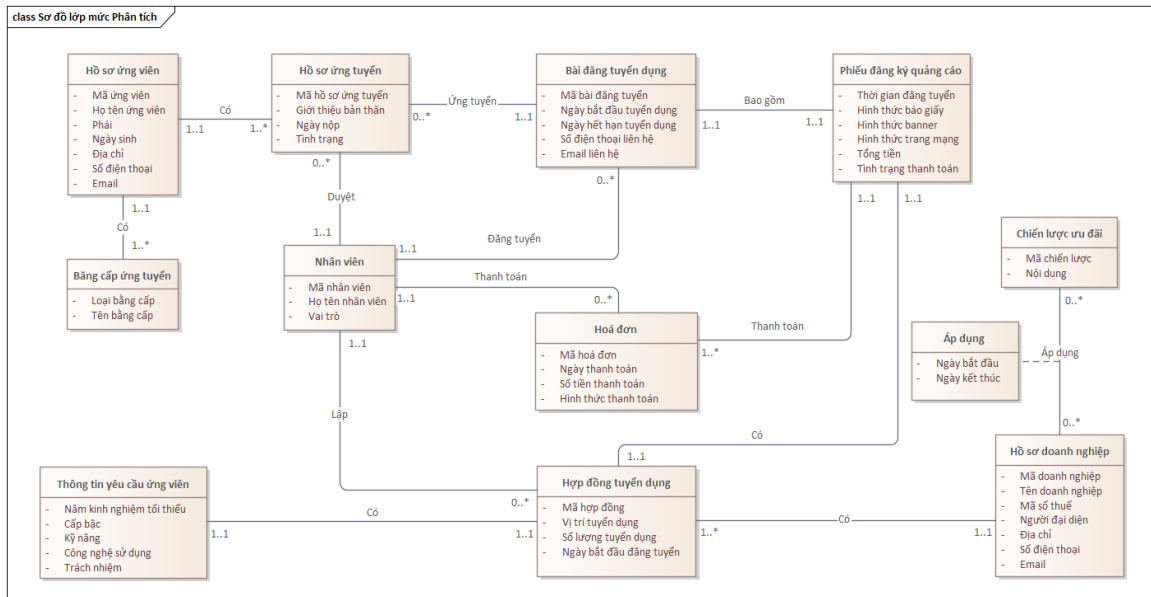 class Sơ đồ lớp mức Phân tích
Hồ sơ ứng viên
- Mã ứng viên
- Họ tên ứng viên
- Phái
- Ngày sinh
- Địa chỉ
- Số điện thoại
- Email
Có
1..1
1..*
Hồ sơ ứng tuyển
- Mã hồ sơ ứng tuyển
- Giới thiệu bản thân
- Ngày nộp
- Tình trạng
Ứng tuyển
0..*
1..1
Bài đăng tuyển dụng
- Mã bài đăng tuyển
- Ngày bắt đầu tuyển dụng
- Ngày hết hạn tuyển dụng
- Số điện thoại liên hệ
- Email liên hệ
Bao gồm
1..1
1..1
Phiếu đăng ký quảng cáo
- Thời gian đăng tuyển
- Hình thức báo giấy
- Hình thức banner
- Hình thức trang mạng
- Tổng tiền
- Tình trạng thanh toán
1..1
Có
1..*
Bằng cấp ứng tuyển
- Loại bằng cấp
- Tên bằng cấp
0..*
Duyệt
1..1
0..*
Đăng tuyển
1..1
Nhân viên
- Mã nhân viên
- Họ tên nhân viên
- Vai trò
Thanh toán
1..1
0..*
Hoá đơn
- Mã hoá đơn
- Ngày thanh toán
- Số tiền thanh toán
- Hình thức thanh toán
1..1
Thanh toán
1..*
1..1
Có
1..1
Chiến lược ưu đãi
- Mã chiến lược
- Nội dung
0..*
Áp dụng
0..*
Áp dụng
- Ngày bắt đầu
- Ngày kết thúc
1..1
Lập
0..*
Thông tin yêu cầu ứng viên
- Năm kinh nghiệm tối thiểu
- Cấp bậc
- Kỹ năng
- Công nghệ sử dụng
- Trách nhiệm
Có
1..1
1..1
Hợp đồng tuyển dụng
- Mã hợp đồng
- Vị trí tuyển dụng
- Số lượng tuyển dụng
- Ngày bắt đầu đăng tuyển
Có
1..*
1..1
Hồ sơ doanh nghiệp
- Mã doanh nghiệp
- Tên doanh nghiệp
- Mã số thuế
- Người đại diện
- Địa chỉ
- Số điện thoại
- Email